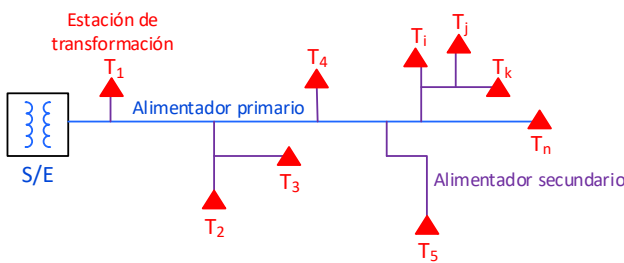 Estación de
transformación
T1
T4
Ti
Tj
Tk
Alimentador primario
Tn
S/E
T3
Alimentador secundario
T2
T5